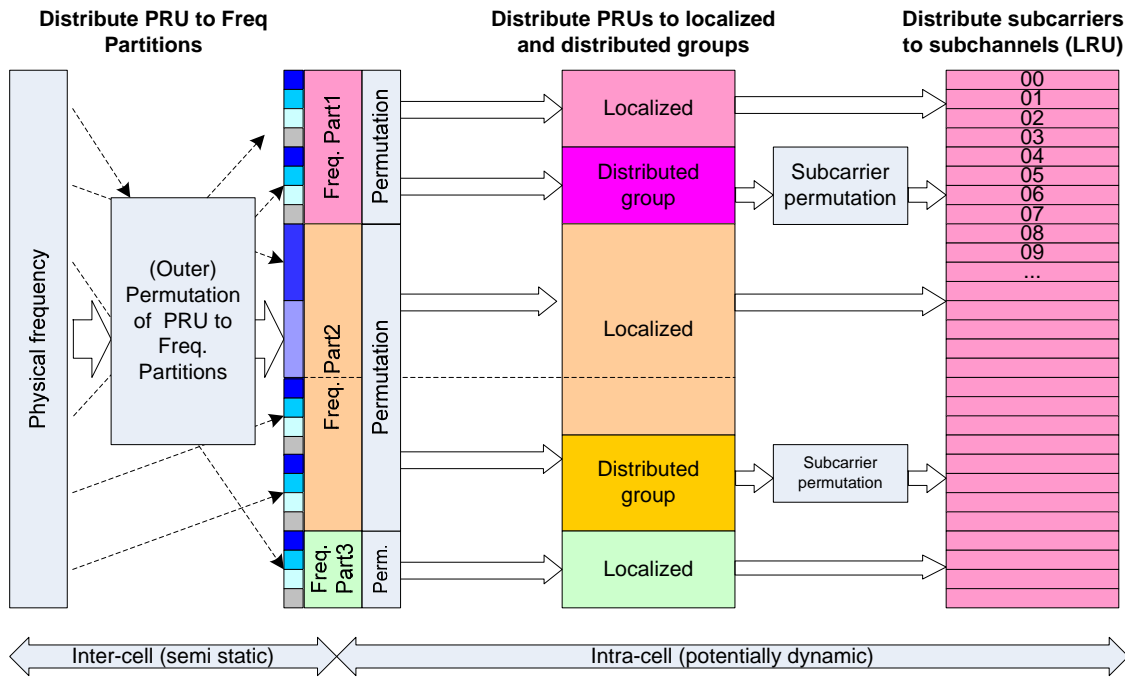 Distribute PRU to Freq
Partitions
Distribute PRUs to localized
and distributed groups
Distribute subcarriers
to subchannels (LRU)
Physical frequency
(Outer)
Permutation
of PRU to
Freq.
Partitions
Freq. Part1
Permutation
Freq. Part2
Permutation
Freq.
Part3
Perm.
Localized
Distributed
group
Localized
Distributed
group
Localized
Subcarrier
permutation
Subcarrier
permutation
00
01
02
03
04
05
06
07
08
09
...
Inter-cell (semi static)
Intra-cell (potentially dynamic)